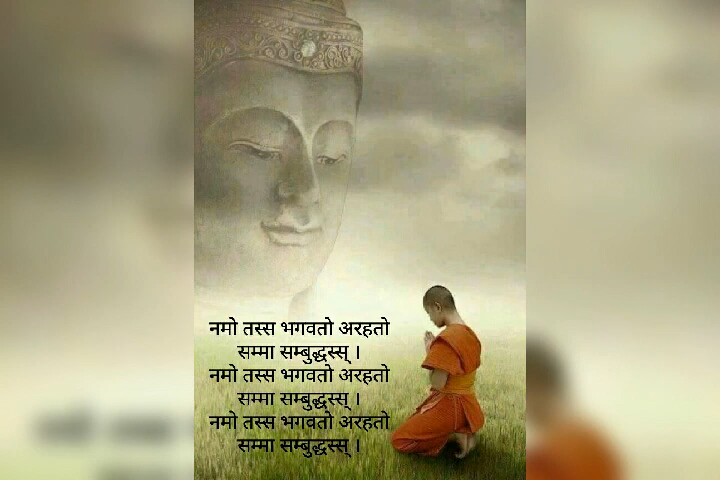 नमो तस्स भगवतो अरहतो
सम्मा सम्बुद्धस्स् ।
नमो तस्स भगवतो अरहतो
सम्मा सम्बुद्धस्स् ।
नमो तस्स भगवतो अरहतो
सम्मा सम्बुद्धस्स् ।